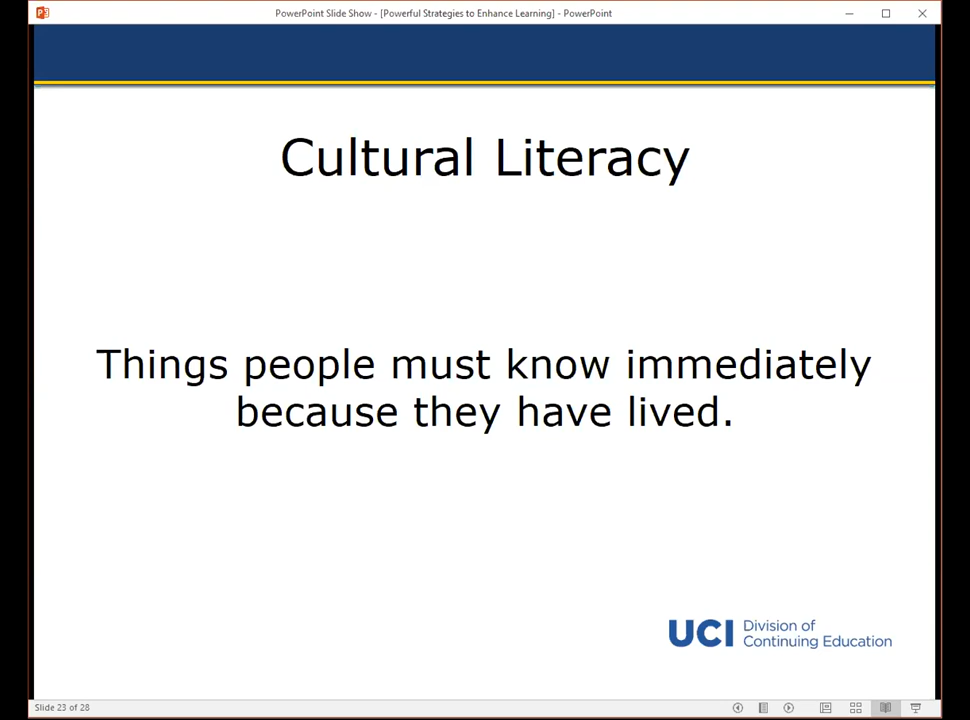 PowerPoint Slide Show - [Powerful Strategies to Enhance Learning] - PowerPoint
Cultural Literacy
Things people must know immediately
because they have lived.
UCI Division of
Continuing Education
Slide 23 of 28